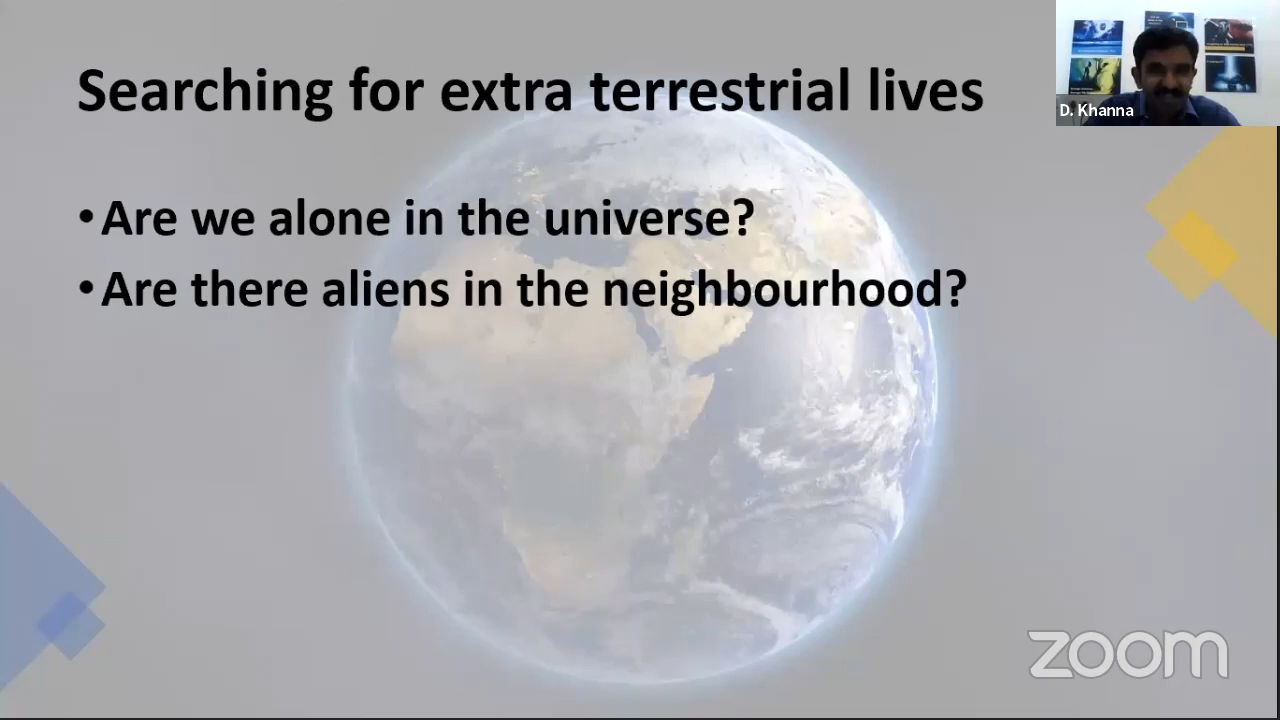 Searching for extra terrestrial lives
D. Khanna
•Are we alone in the universe?
•Are there aliens in the neighbourhood?
zoom